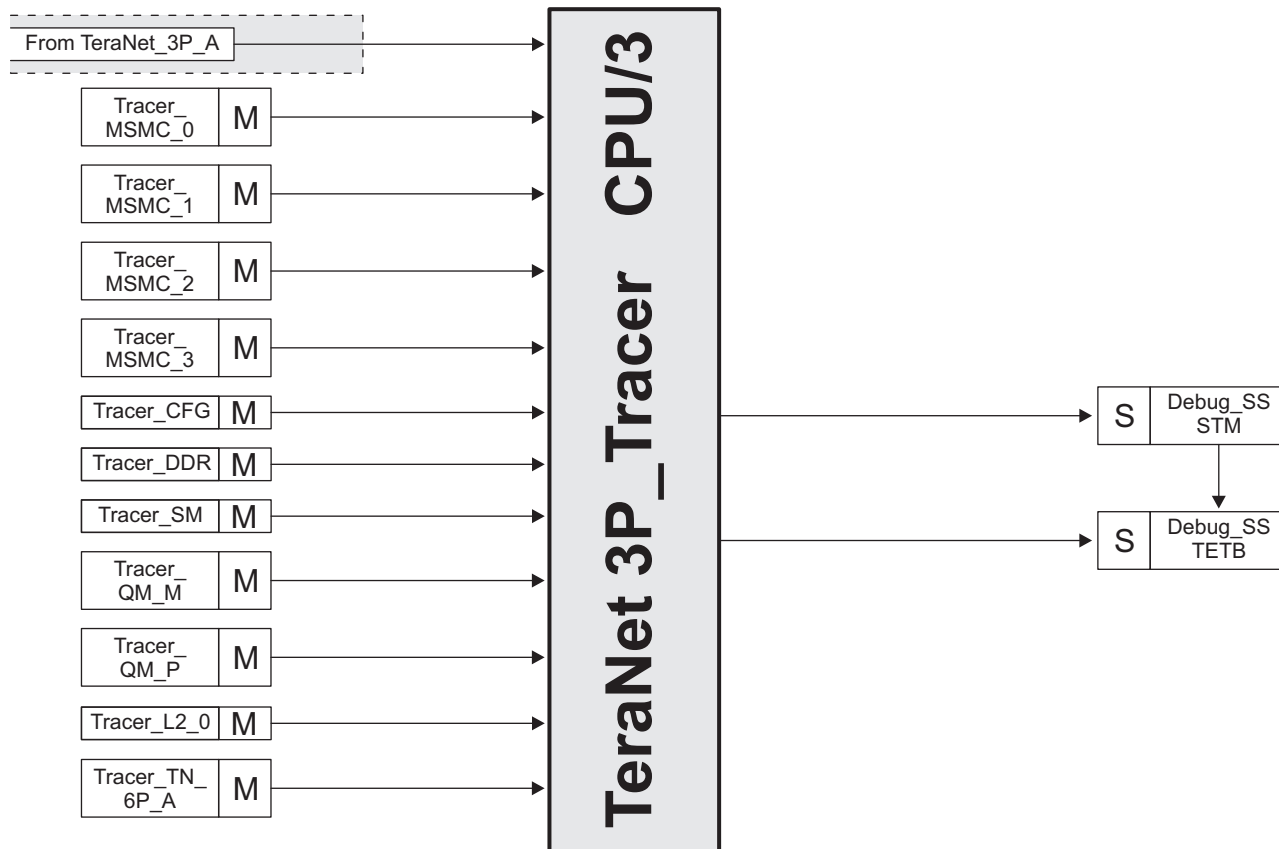 From TeraNet_3P_A
Tracer_
MSMC_0
M
Tracer_
MSMC_1
M
Tracer_
MSMC_2
M
Tracer_
MSMC_3
M
Tracer_CFG
M
Tracer_DDR
M
Tracer_SM
M
Tracer_
QM_M
M
Tracer_
QM_P
M
Tracer_L2_0
M
Tracer_TN_
6P_A
M
TeraNet 3P_Tracer CPU/3
S
Debug_SS
STM
S
Debug_SS
TETB